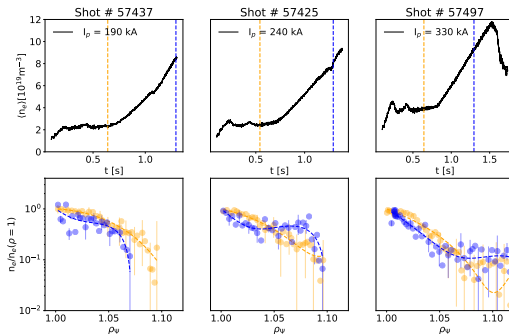 Shot # 57437
Shot # 57425
Shot # 57497
I_p = 190 kA
I_p = 240 kA
I_p = 330 kA
⟨n_e⟩[10^19 m^-3]
12
10
8
6
4
2
0
0.5 1.0
0.5 1.0
0.5 1.0 1.5
t [s]
t [s]
t [s]
n_e/n_e(ρ = 1)
10^0
10^-1
10^-2
1.00 1.05 1.10
1.00 1.05 1.10
1.00 1.05 1.10
ρ_Ψ
ρ_Ψ
ρ_Ψ